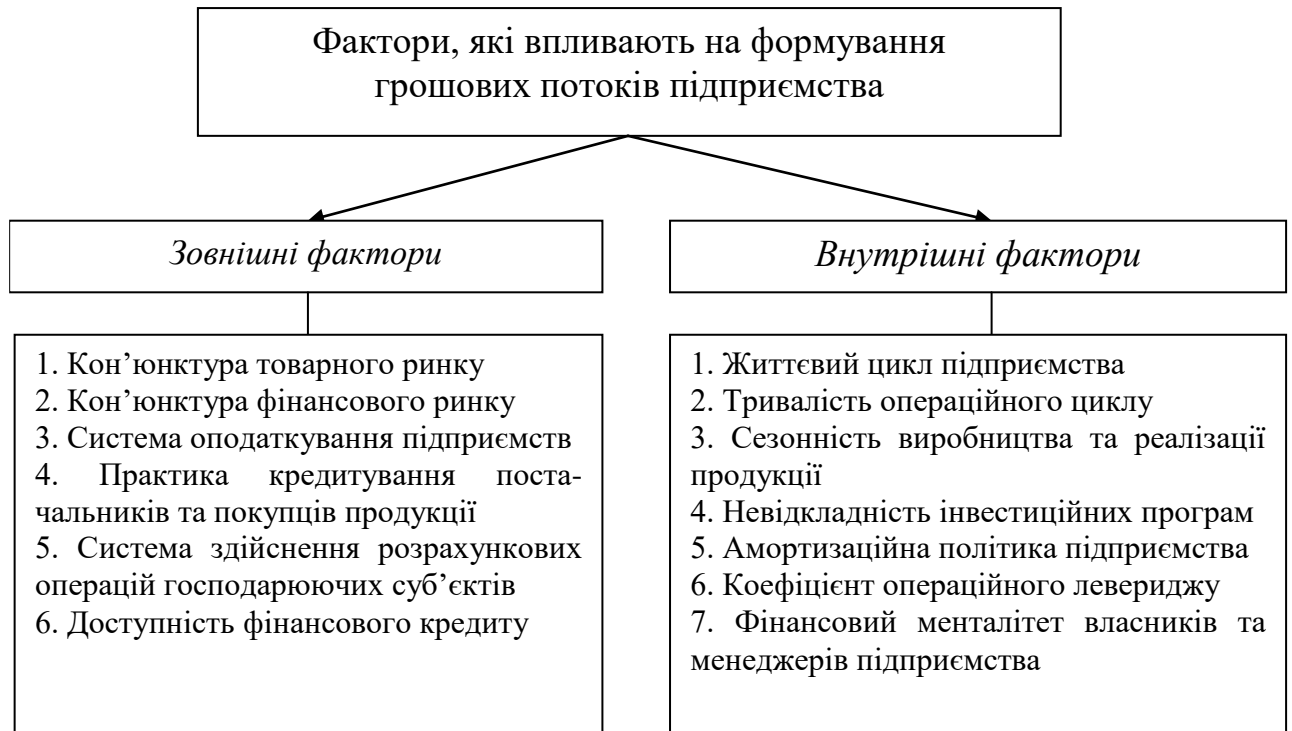 Фактори, які впливають на формування
грошових потоків підприємства
Зовнішні фактори
1. Кон’юнктура товарного ринку
2. Кон’юнктура фінансового ринку
3. Система оподаткування підприємств
4. Практика кредитування поста-
чальників та покупців продукції
5. Система здійснення розрахункових
операцій господарюючих суб’єктів
6. Доступність фінансового кредиту
Внутрішні фактори
1. Життєвий цикл підприємства
2. Тривалість операційного циклу
3. Сезонність виробництва та реалізації
продукції
4. Невідкладність інвестиційних програм
5. Амортизаційна політика підприємства
6. Коефіцієнт операційного левериджу
7. Фінансовий менталітет власників та
менеджерів підприємства